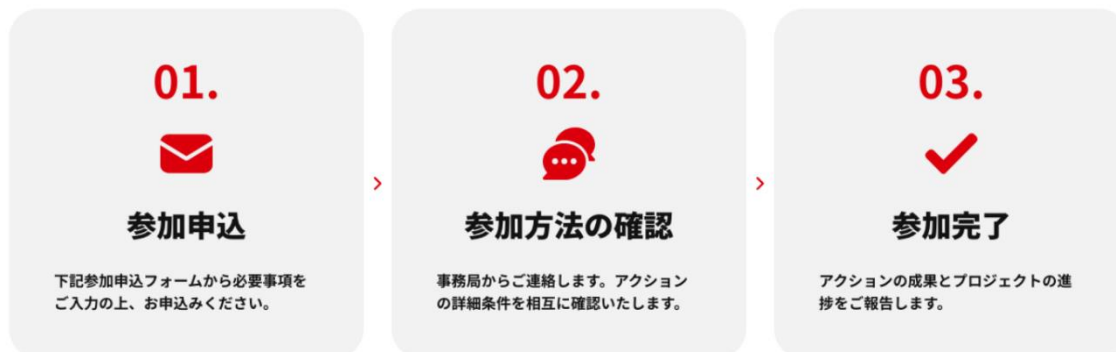 01.
参加申込
下記参加申込フォームから必要事項を
ご入力の上、お申込みください。
02.
参加方法の確認
事務局からご連絡します。アクション
の詳細条件を相互に確認いたします。
03.
参加完了
アクションの成果とプロジェクトの進
捗をご報告します。